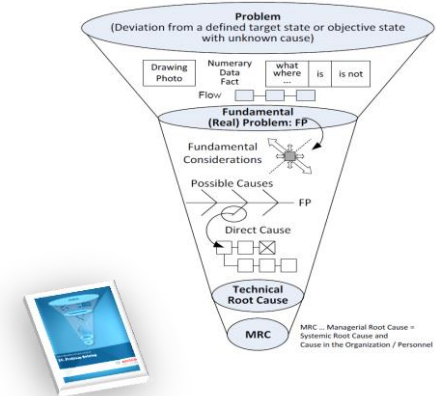 Problem
(Deviation from a defined target state or objective state
with unknown cause)
Drawing
Photo
Numerary
Data
Fact
what
where
...
is
is not
Flow
Fundamental
(Real) Problem: FP
Fundamental
Considerations
Possible Causes
FP
Direct Cause
Technical
Root Cause
MRC
MRC ... Managerial Root Cause =
Systemic Root Cause and
Cause in the Organization / Personnel